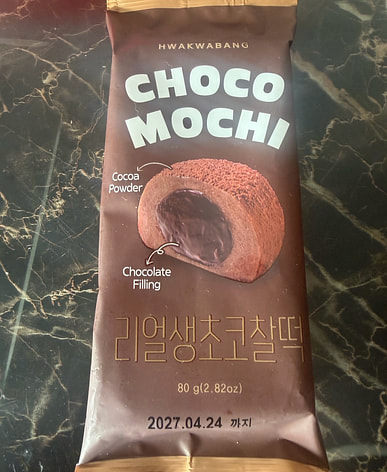 HWAKWABANG
CHOCO
MOCHI
Cocoa
Powder
Chocolate
Filling
리얼생초코찰떡
80 g(2.82oz)
2027.04.24 까지